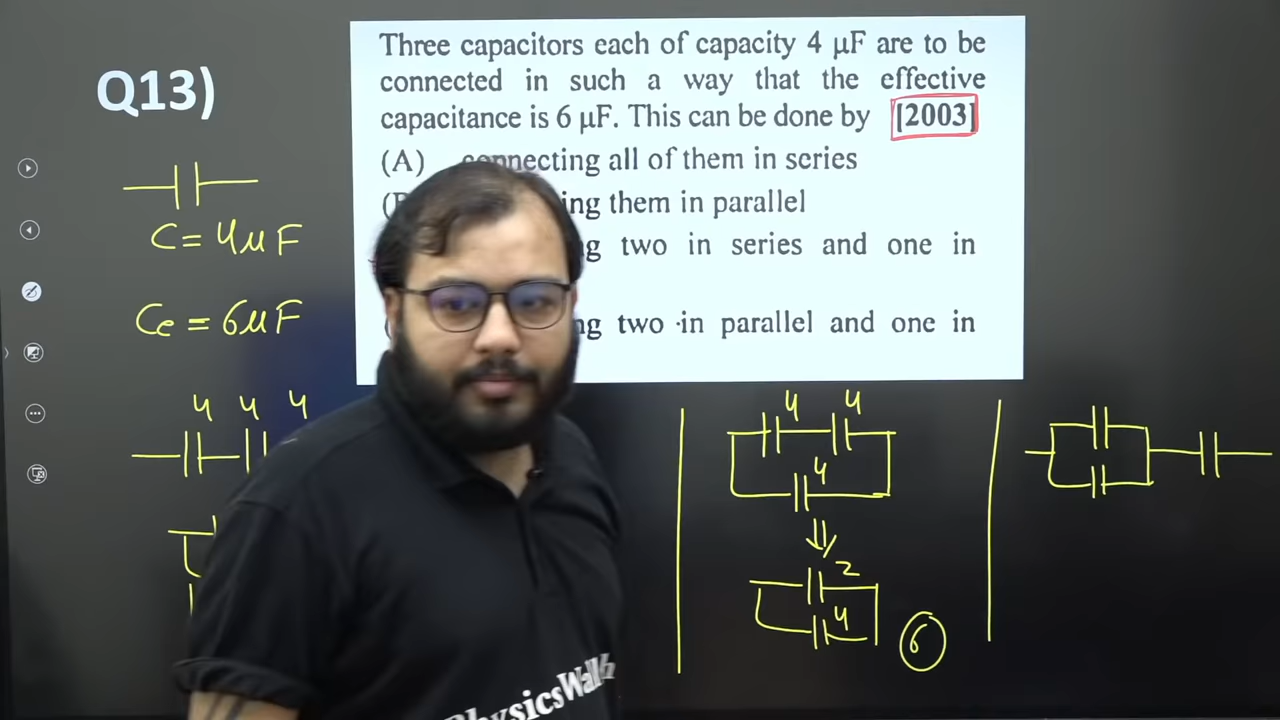 Q13)
Three capacitors each of capacity 4 μF are to be
connected in such a way that the effective
capacitance is 6 μF. This can be done by [2003]
(A) connecting all of them in series
them in parallel
two in series and one in
two in parallel and one in
C = 4μF
Ce = 6μF
4 4 4
4 4
4
2
4
6